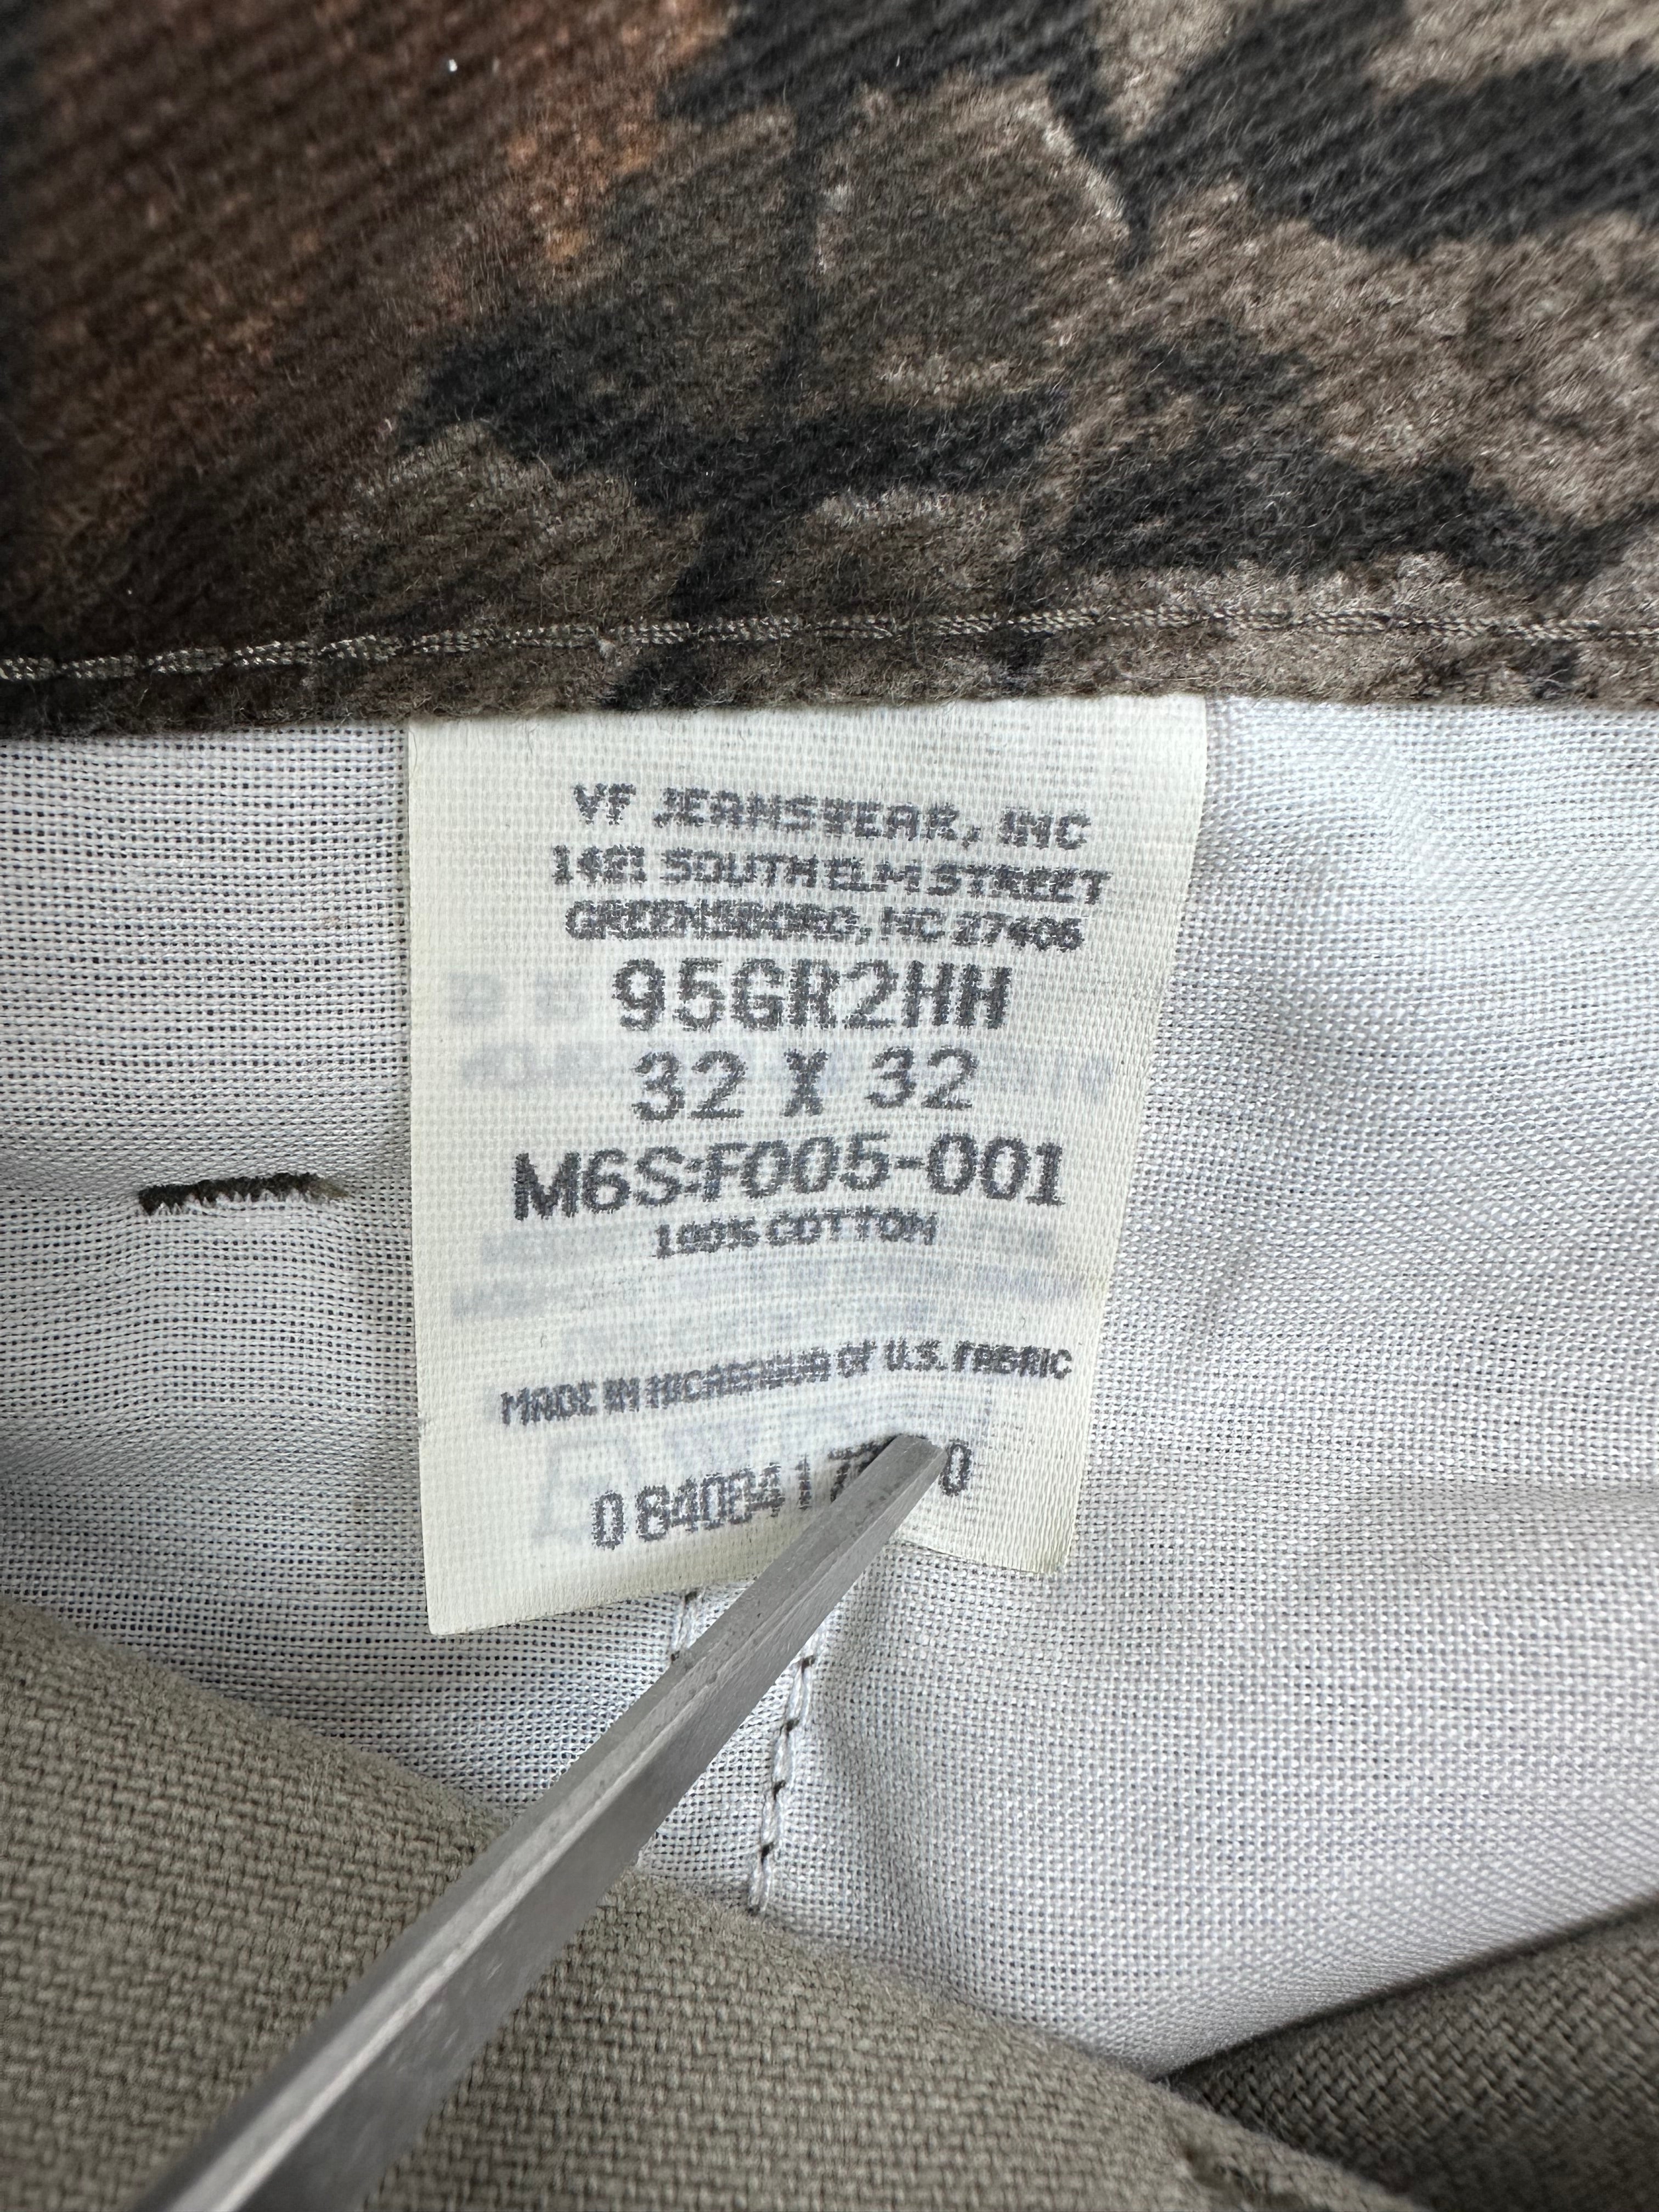 VF JEANSWEAR, INC
1421 SOUTH ELM STREET
GREENSBORO, NC 27406
95GR2HH
32 X 32
M6S:F005-001
100% COTTON
MADE IN NICARAGUA OF U.S. FABRIC